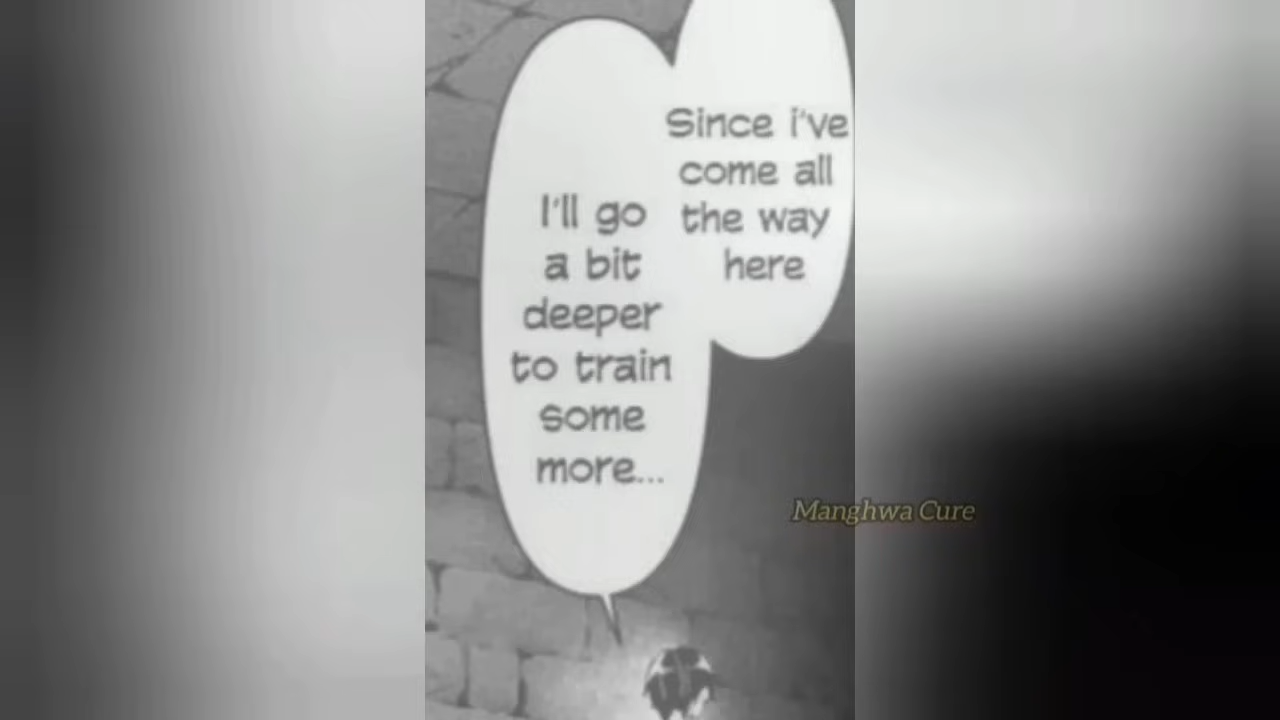 Since i've
come all
the way
here
I'll go
a bit
deeper
to train
some
more...
Manghwa Cure